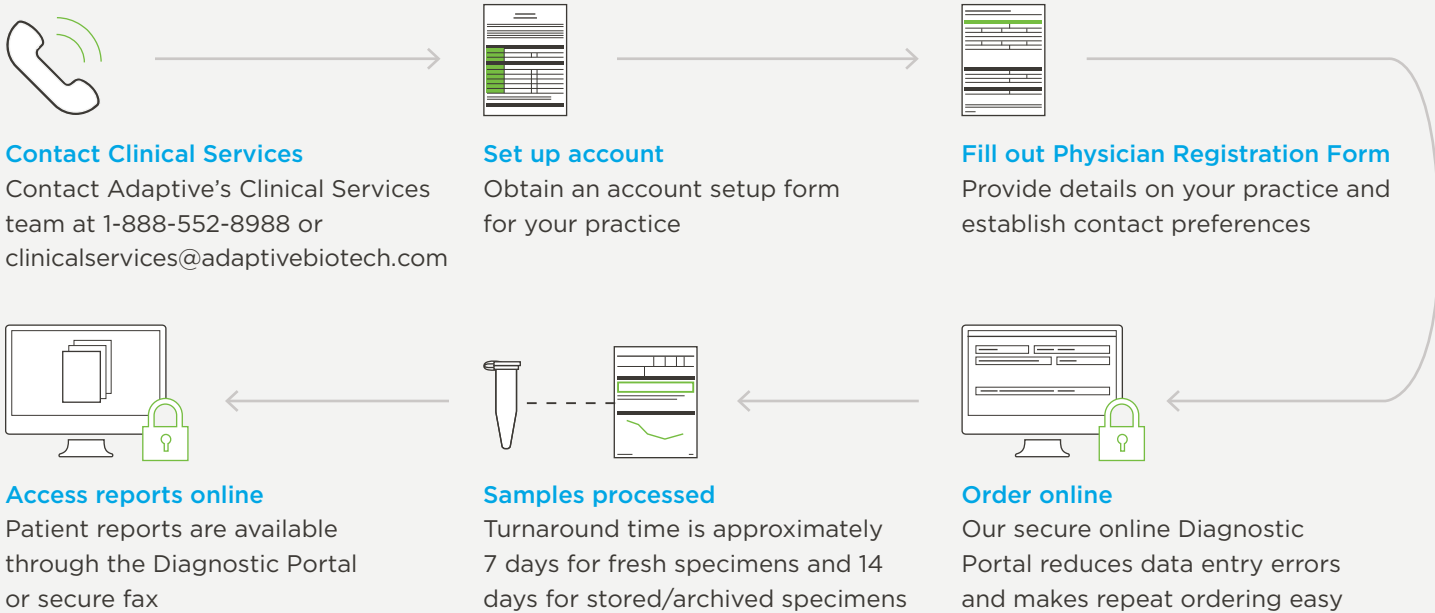 Contact Clinical Services
Contact Adaptive's Clinical Services
team at 1-888-552-8988 or
clinicalservices@adaptivebiotech.com
Set up account
Obtain an account setup form
for your practice
Fill out Physician Registration Form
Provide details on your practice and
establish contact preferences
Order online
Our secure online Diagnostic
Portal reduces data entry errors
and makes repeat ordering easy
Samples processed
Turnaround time is approximately
7 days for fresh specimens and 14
days for stored/archived specimens
Access reports online
Patient reports are available
through the Diagnostic Portal
or secure fax